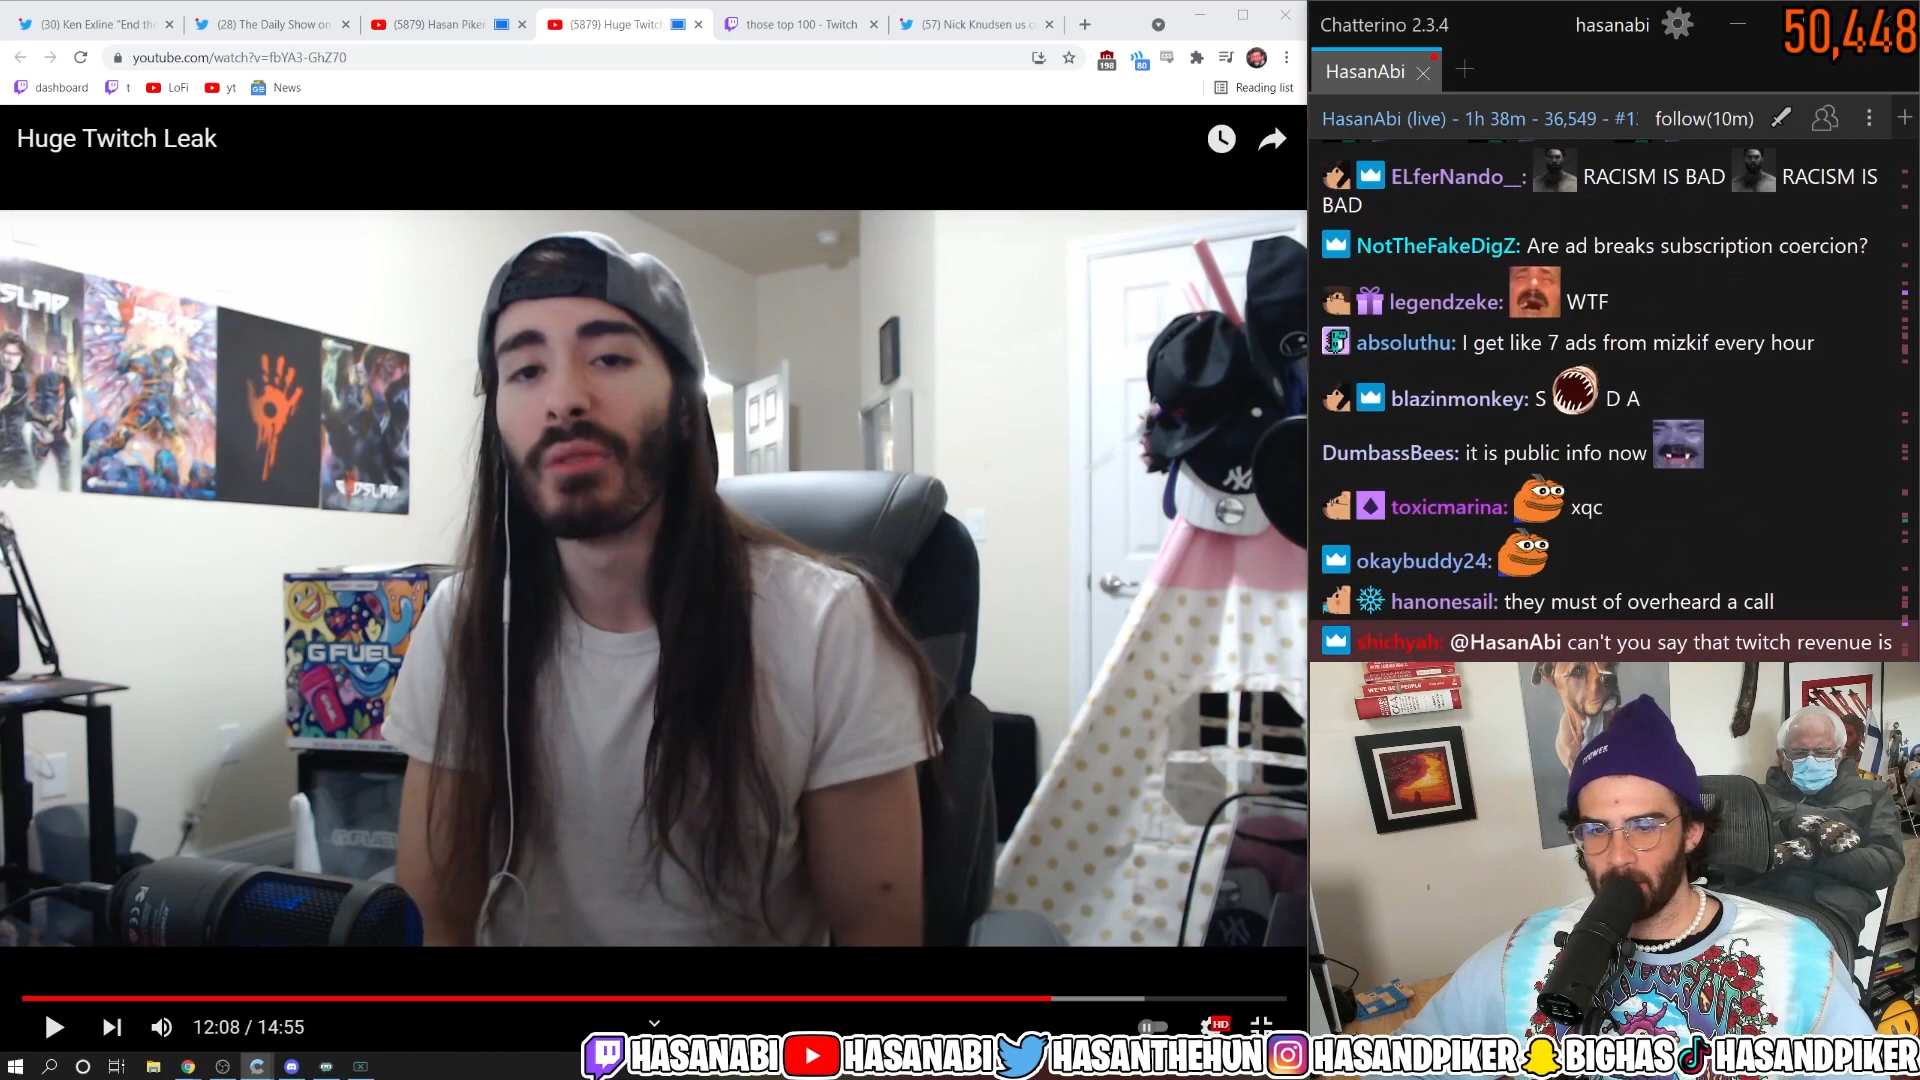 (30) Ken Exline "End the
(28) The Daily Show on
(5879) Hasan Piker
(5879) Huge Twitch
those top 100 - Twitch
(57) Nick Knudsen us o
youtube.com/watch?v=fbYA3-GhZ70
198
80
dashboard
t
LoFi
yt
News
Reading list
Huge Twitch Leak
G FUEL
12:08 / 14:55
HD
Chatterino 2.3.4
hasanabi
50,448
HasanAbi
HasanAbi (live) - 1h 38m - 36,549 - #1:
follow(10m)
ELferNando__: RACISM IS BAD RACISM IS
BAD
NotTheFakeDigZ: Are ad breaks subscription coercion?
legendzeke: WTF
absoluthu: I get like 7 ads from mizkif every hour
blazinmonkey: S D A
DumbassBees: it is public info now
toxicmarina: xqc
okaybuddy24:
hanonesail: they must of overheard a call
shichyah: @HasanAbi can't you say that twitch revenue is
HASANABI HASANABI HASANTHEHUN HASANDPIKER BIGHAS HASANDPIKER